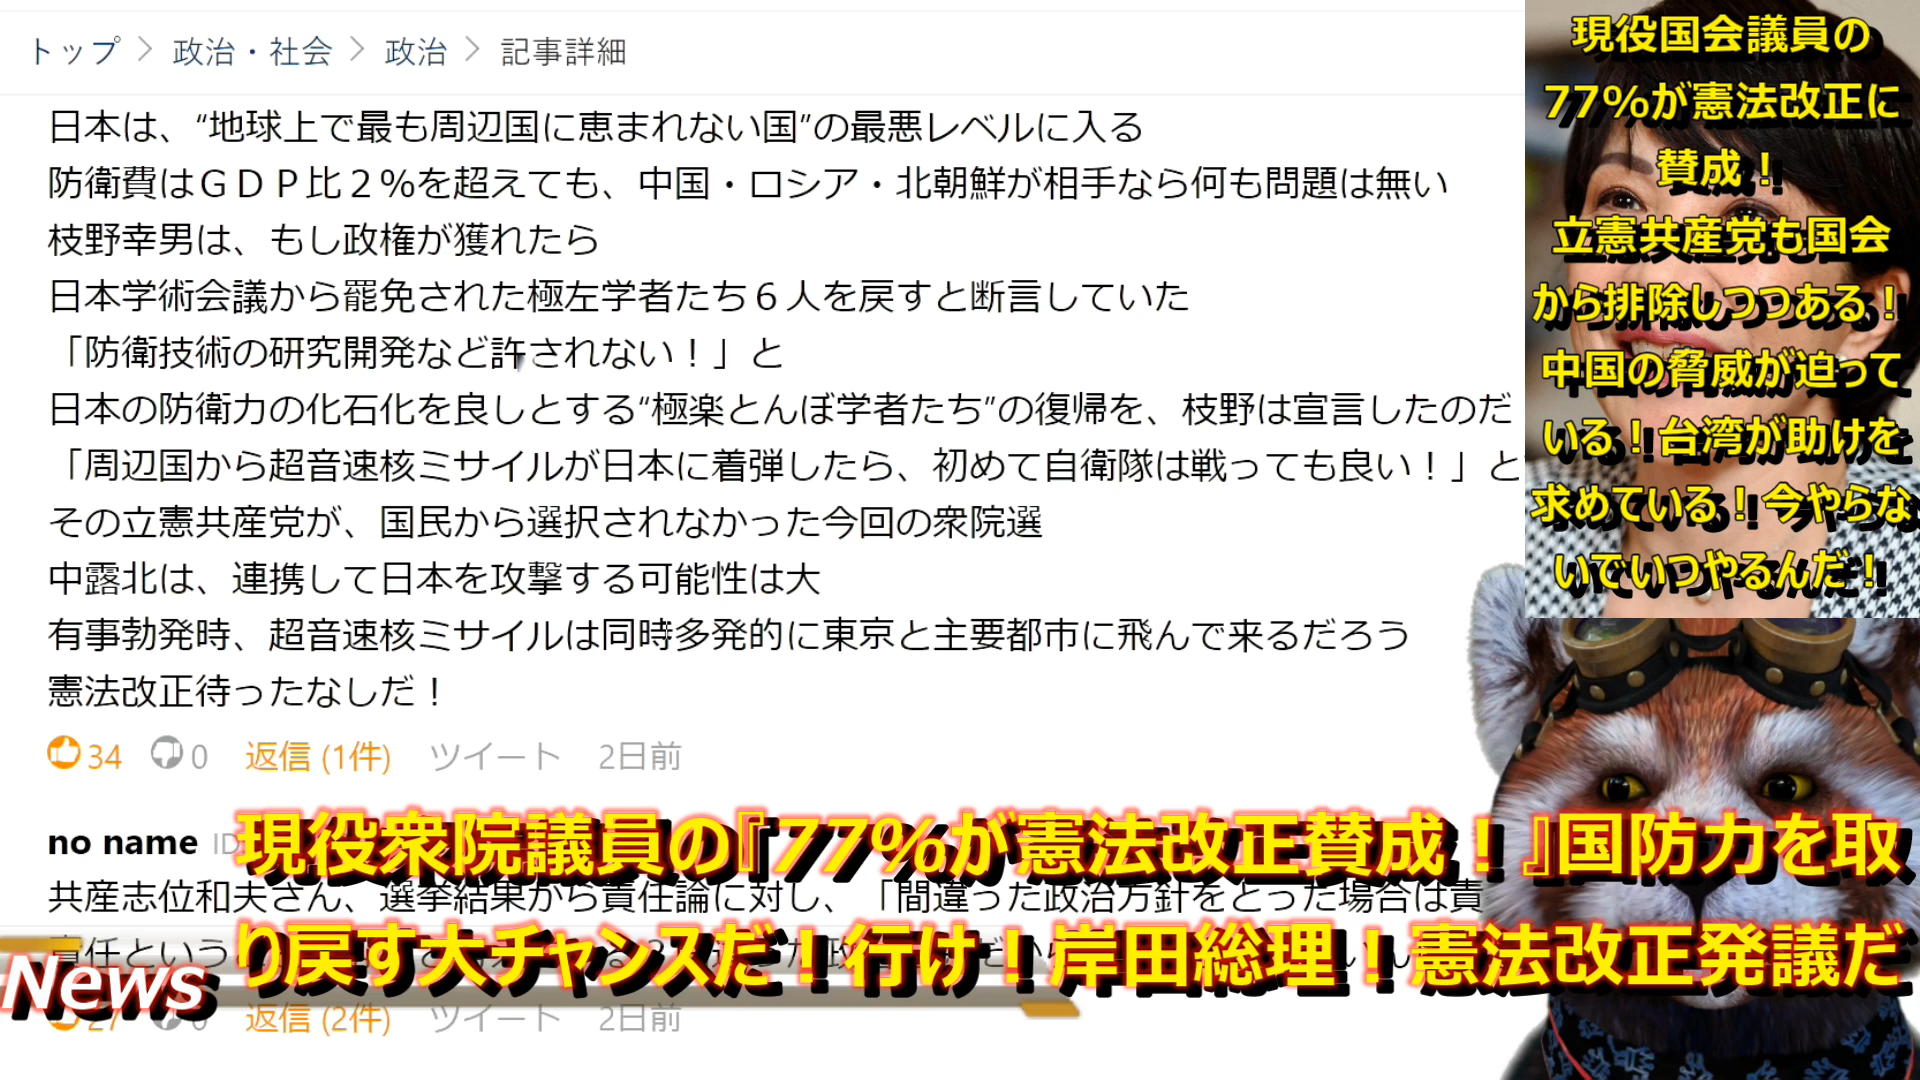 トップ > 政治・社会 > 政治 > 記事詳細
日本は、“地球上で最も周辺国に恵まれない国”の最悪レベルに入る
防衛費はＧＤＰ比２％を超えても、中国・ロシア・北朝鮮が相手なら何も問題は無い
枝野幸男は、もし政権が獲れたら
日本学術会議から罷免された極左学者たち６人を戻すと断言していた
「防衛技術の研究開発など許されない！」と
日本の防衛力の化石化を良しとする“極楽とんぼ学者たち”の復帰を、枝野は宣言したのだ
「周辺国から超音速核ミサイルが日本に着弾したら、初めて自衛隊は戦っても良い！」と
その立憲共産党が、国民から選択されなかった今回の衆院選
中露北は、連携して日本を攻撃する可能性は大
有事勃発時、超音速核ミサイルは同時多発的に東京と主要都市に飛んで来るだろう
憲法改正待ったなしだ！
34 0 返信 (1件) ツイート 2日前
no name ID
共産志位和夫さん、選挙結果から責任論に対し、「間違った政治方針をとった場合は責
責任という
27 0 返信 (2件) ツイート 2日前
現役国会議員の
77%が憲法改正に
賛成！
立憲共産党も国会
から排除しつつある！
中国の脅威が迫って
いる！台湾が助けを
求めている！今やらな
いでいつやるんだ！
現役衆院議員の『77%が憲法改正賛成！』国防力を取
り戻す大チャンスだ！行け！岸田総理！憲法改正発議だ
News